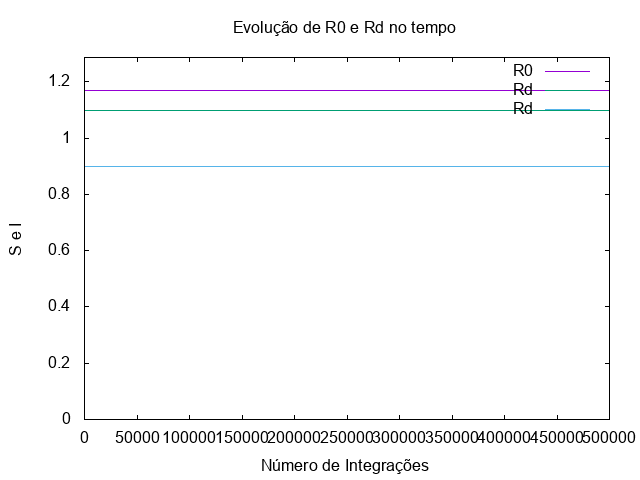 Evolução de R0 e Rd no tempo
R0
Rd
Rd
1.2
1
0.8
0.6
0.4
0.2
0
S e I
0 50000 100000 150000 200000 250000 300000 350000 400000 450000 500000
Número de Integrações